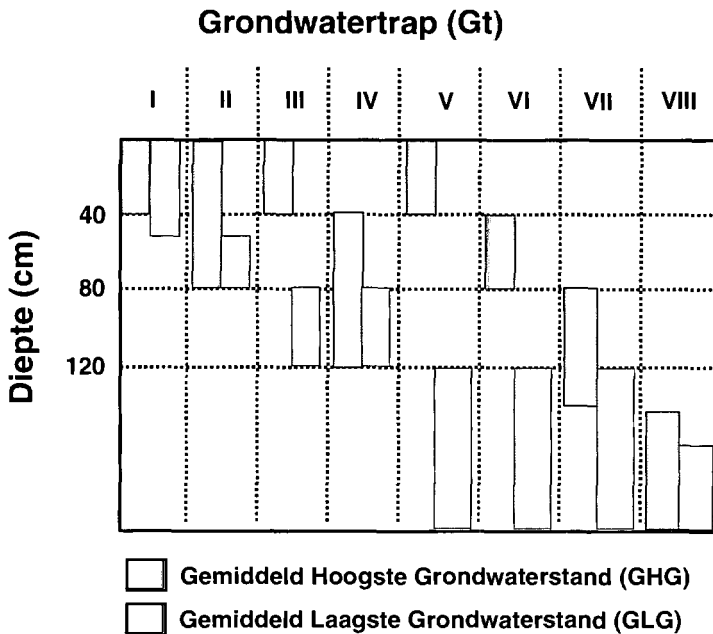 Grondwatertrap (Gt)
I II III IV V VI VII VIII
Diepte (cm)
40
80
120
Gemiddeld Hoogste Grondwaterstand (GHG)
Gemiddeld Laagste Grondwaterstand (GLG)